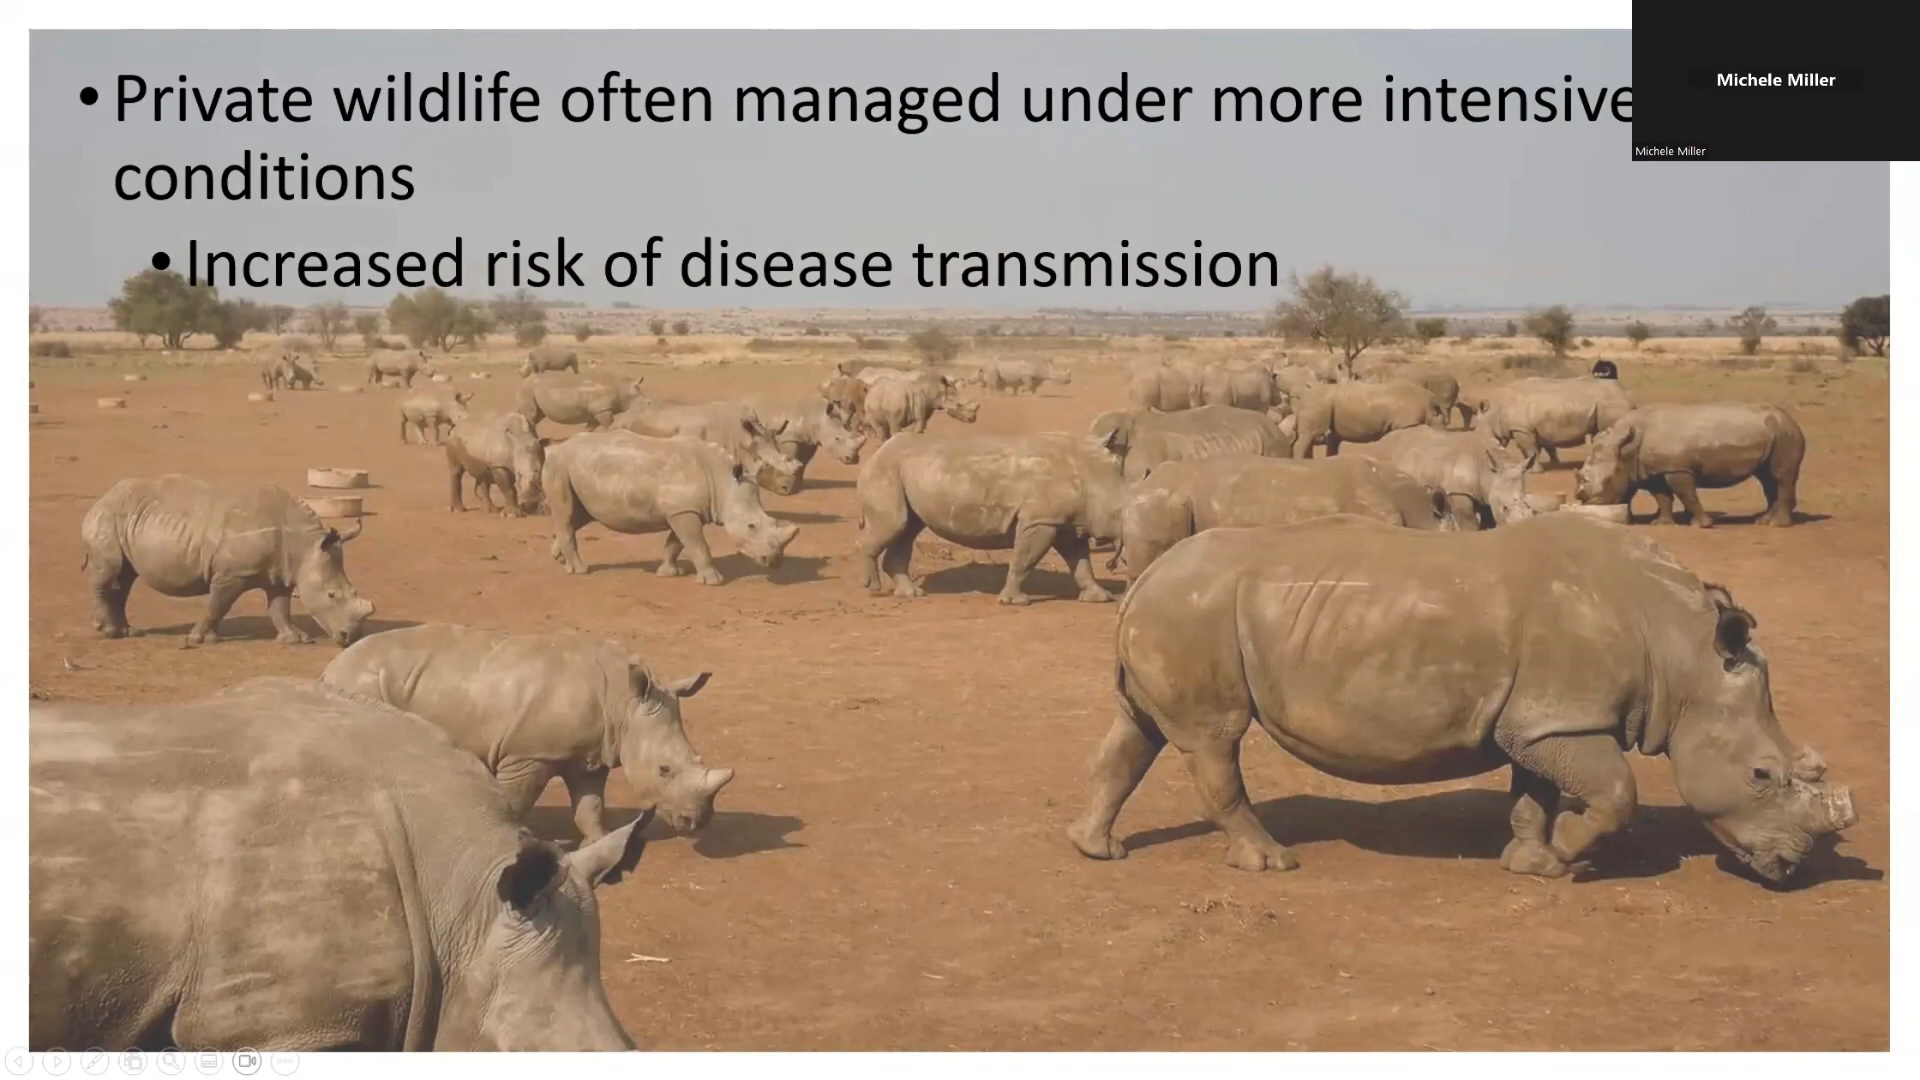 • Private wildlife often managed under more intensive
conditions
• Increased risk of disease transmission
Michele Miller
Michele Miller